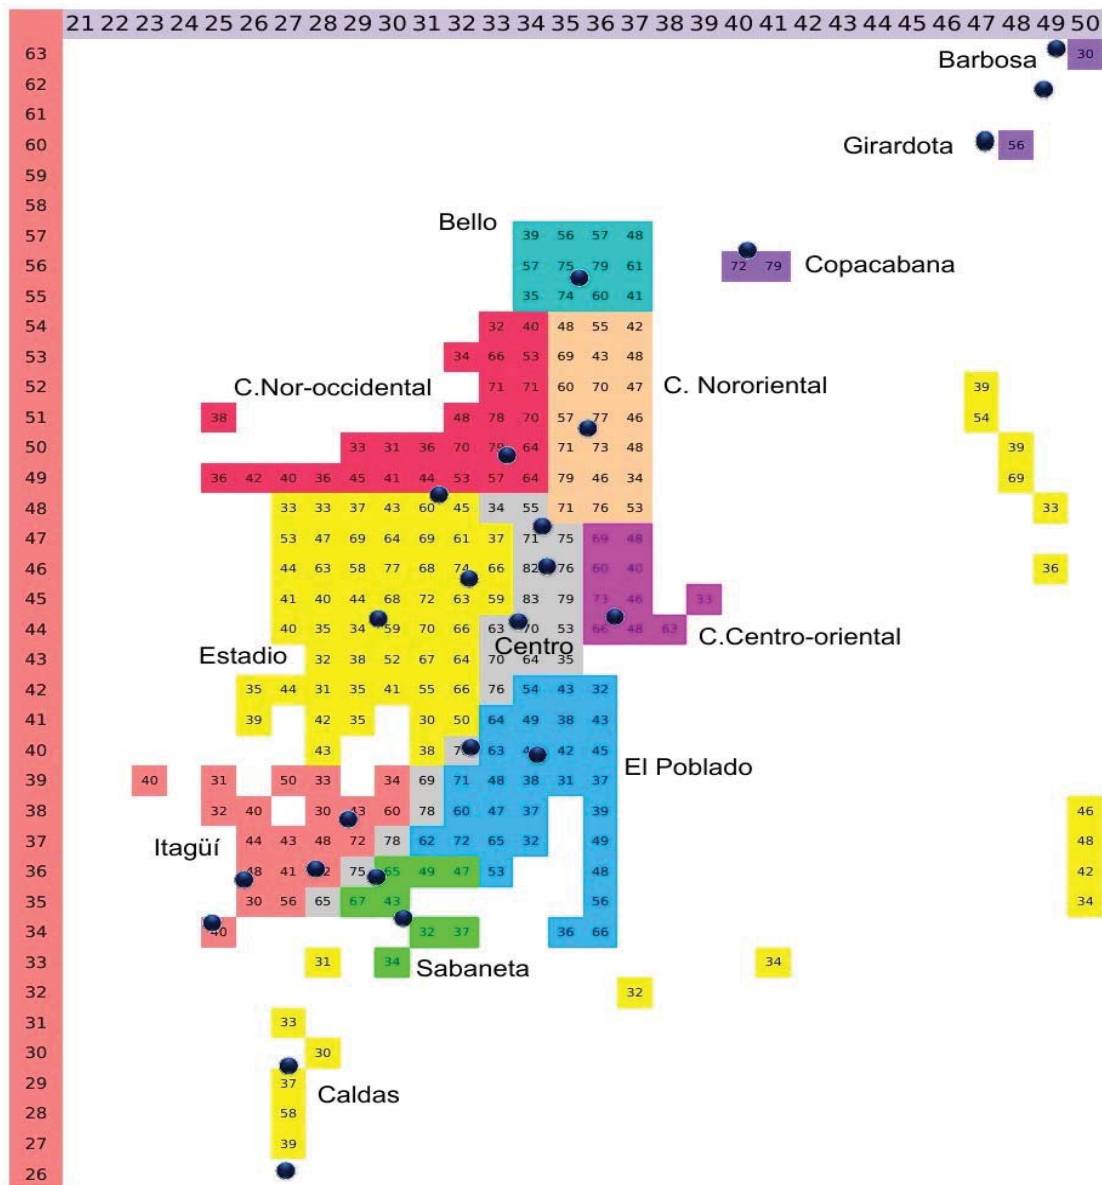 21 22 23 24 25 26 27 28 29 30 31 32 33 34 35 36 37 38 39 40 41 42 43 44 45 46 47 48 49 50
63 Barbosa 30
62
61
60 Girardota 56
59
58
Bello
57 39 56 57 48
56 57 75 79 61 72 79 Copacabana
55 35 74 60 41
54 32 40 48 55 42
53 34 66 53 69 43 48
C.Nor-occidental C. Nororiental
52 71 71 60 70 47 39
51 38 48 78 70 57 77 46 54
50 33 31 36 70 64 71 73 48 39
49 36 42 40 36 45 41 44 53 57 64 79 46 34 69
48 33 33 37 43 60 45 34 55 71 76 53 33
47 53 47 69 64 69 61 37 71 75 69 48
46 44 63 58 77 68 74 66 82 76 60 40 36
45 41 40 44 68 72 63 59 83 79 73 46 33
44 40 35 34 59 70 66 63 70 53 66 48 63 C.Centro-oriental
Estadio Centro
43 32 38 52 67 64 70 64 35
42 35 44 31 35 41 55 66 76 54 43 32
41 39 42 35 30 50 64 49 38 43
40 43 38 63 42 45
El Poblado
39 40 31 50 33 34 69 71 48 38 31 37
38 32 40 30 43 60 78 60 47 37 39 46
Itagüí
37 44 43 48 72 78 62 72 65 32 49 48
36 48 41 75 65 49 47 53 48 42
35 30 56 65 67 43 56 34
34 40 32 37 36 66
33 31 34 Sabaneta 34
32 32
31 33
30 30
29 37 Caldas
28 58
27 39
26